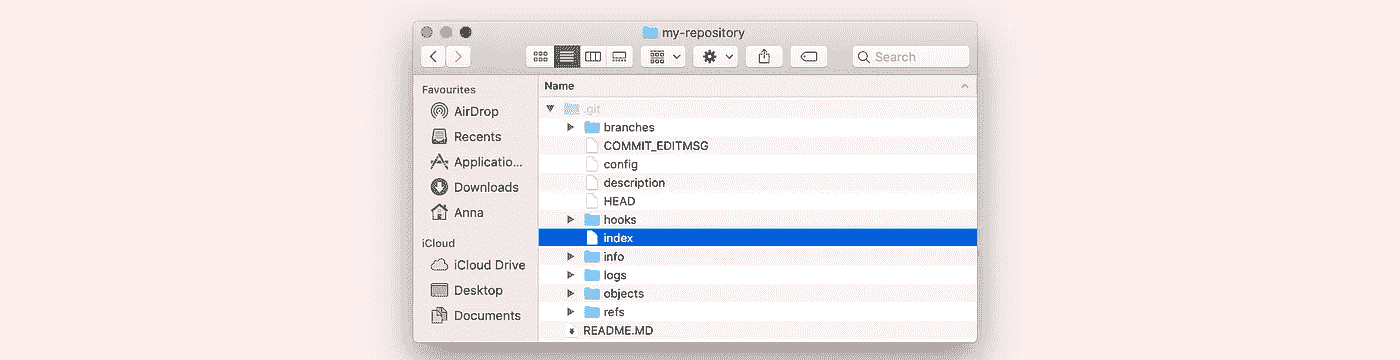 my-repository
Search
Favourites
AirDrop
Recents
Applicatio...
Downloads
Anna
iCloud
iCloud Drive
Desktop
Documents
Name
.git
branches
COMMIT_EDITMSG
config
description
HEAD
hooks
index
info
logs
objects
refs
README.MD